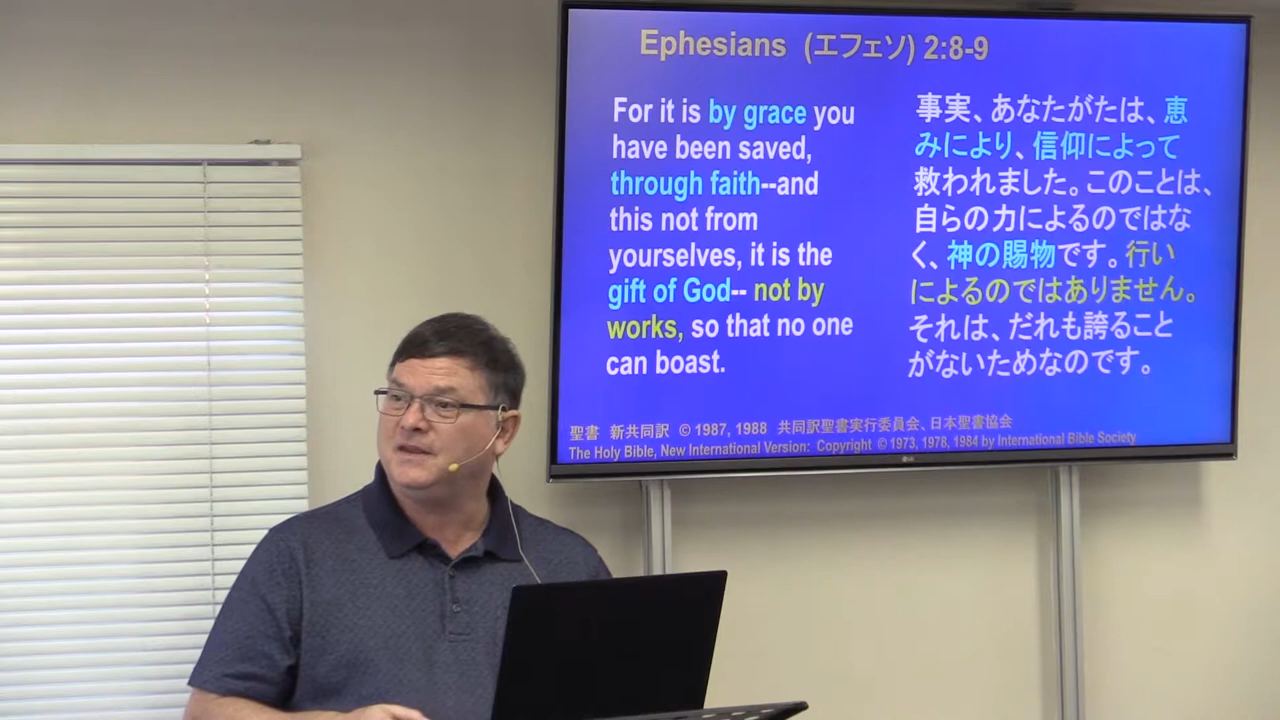 Ephesians (エフェソ) 2:8-9
For it is by grace you
have been saved,
through faith--and
this not from
yourselves, it is the
gift of God-- not by
works, so that no one
can boast.
事実、あなたがたは、恵
みにより、信仰によって
救われました。このことは、
自らの力によるのではな
く、神の賜物です。行い
によるのではありません。
それは、だれも誇ること
がないためなのです。
聖書 新共同訳 © 1987, 1988 共同訳聖書実行委員会、日本聖書協会
The Holy Bible, New International Version: Copyright © 1973, 1978, 1984 by International Bible Society
LG